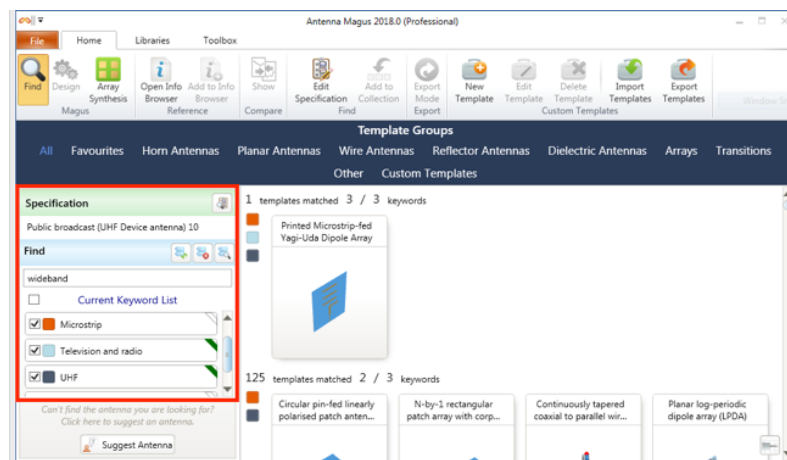 Antenna Magus 2018.0 (Professional)
File Home Libraries Toolbox
Find Design Array Synthesis Open Info Browser Add to Info Browser Show Edit Specification Add to Collection Export Mode New Template Edit Template Delete Template Import Templates Export Templates
Magus Reference Compare Find Export Custom Templates
Template Groups
All Favourites Horn Antennas Planar Antennas Wire Antennas Reflector Antennas Dielectric Antennas Arrays Transitions
Other Custom Templates
Specification
Public broadcast (UHF Device antenna) 10
Find
wideband
Current Keyword List
Microstrip
Television and radio
UHF
Can't find the antenna you are looking for?
Click here to suggest an antenna.
Suggest Antenna
1 templates matched 3 / 3 keywords
Printed Microstrip-fed
Yagi-Uda Dipole Array
125 templates matched 2 / 3 keywords
Circular pin-fed linearly
polarised patch anten...
N-by-1 rectangular
patch array with corp...
Continuously tapered
coaxial to parallel wir...
Planar log-periodic
dipole array (LPDA)